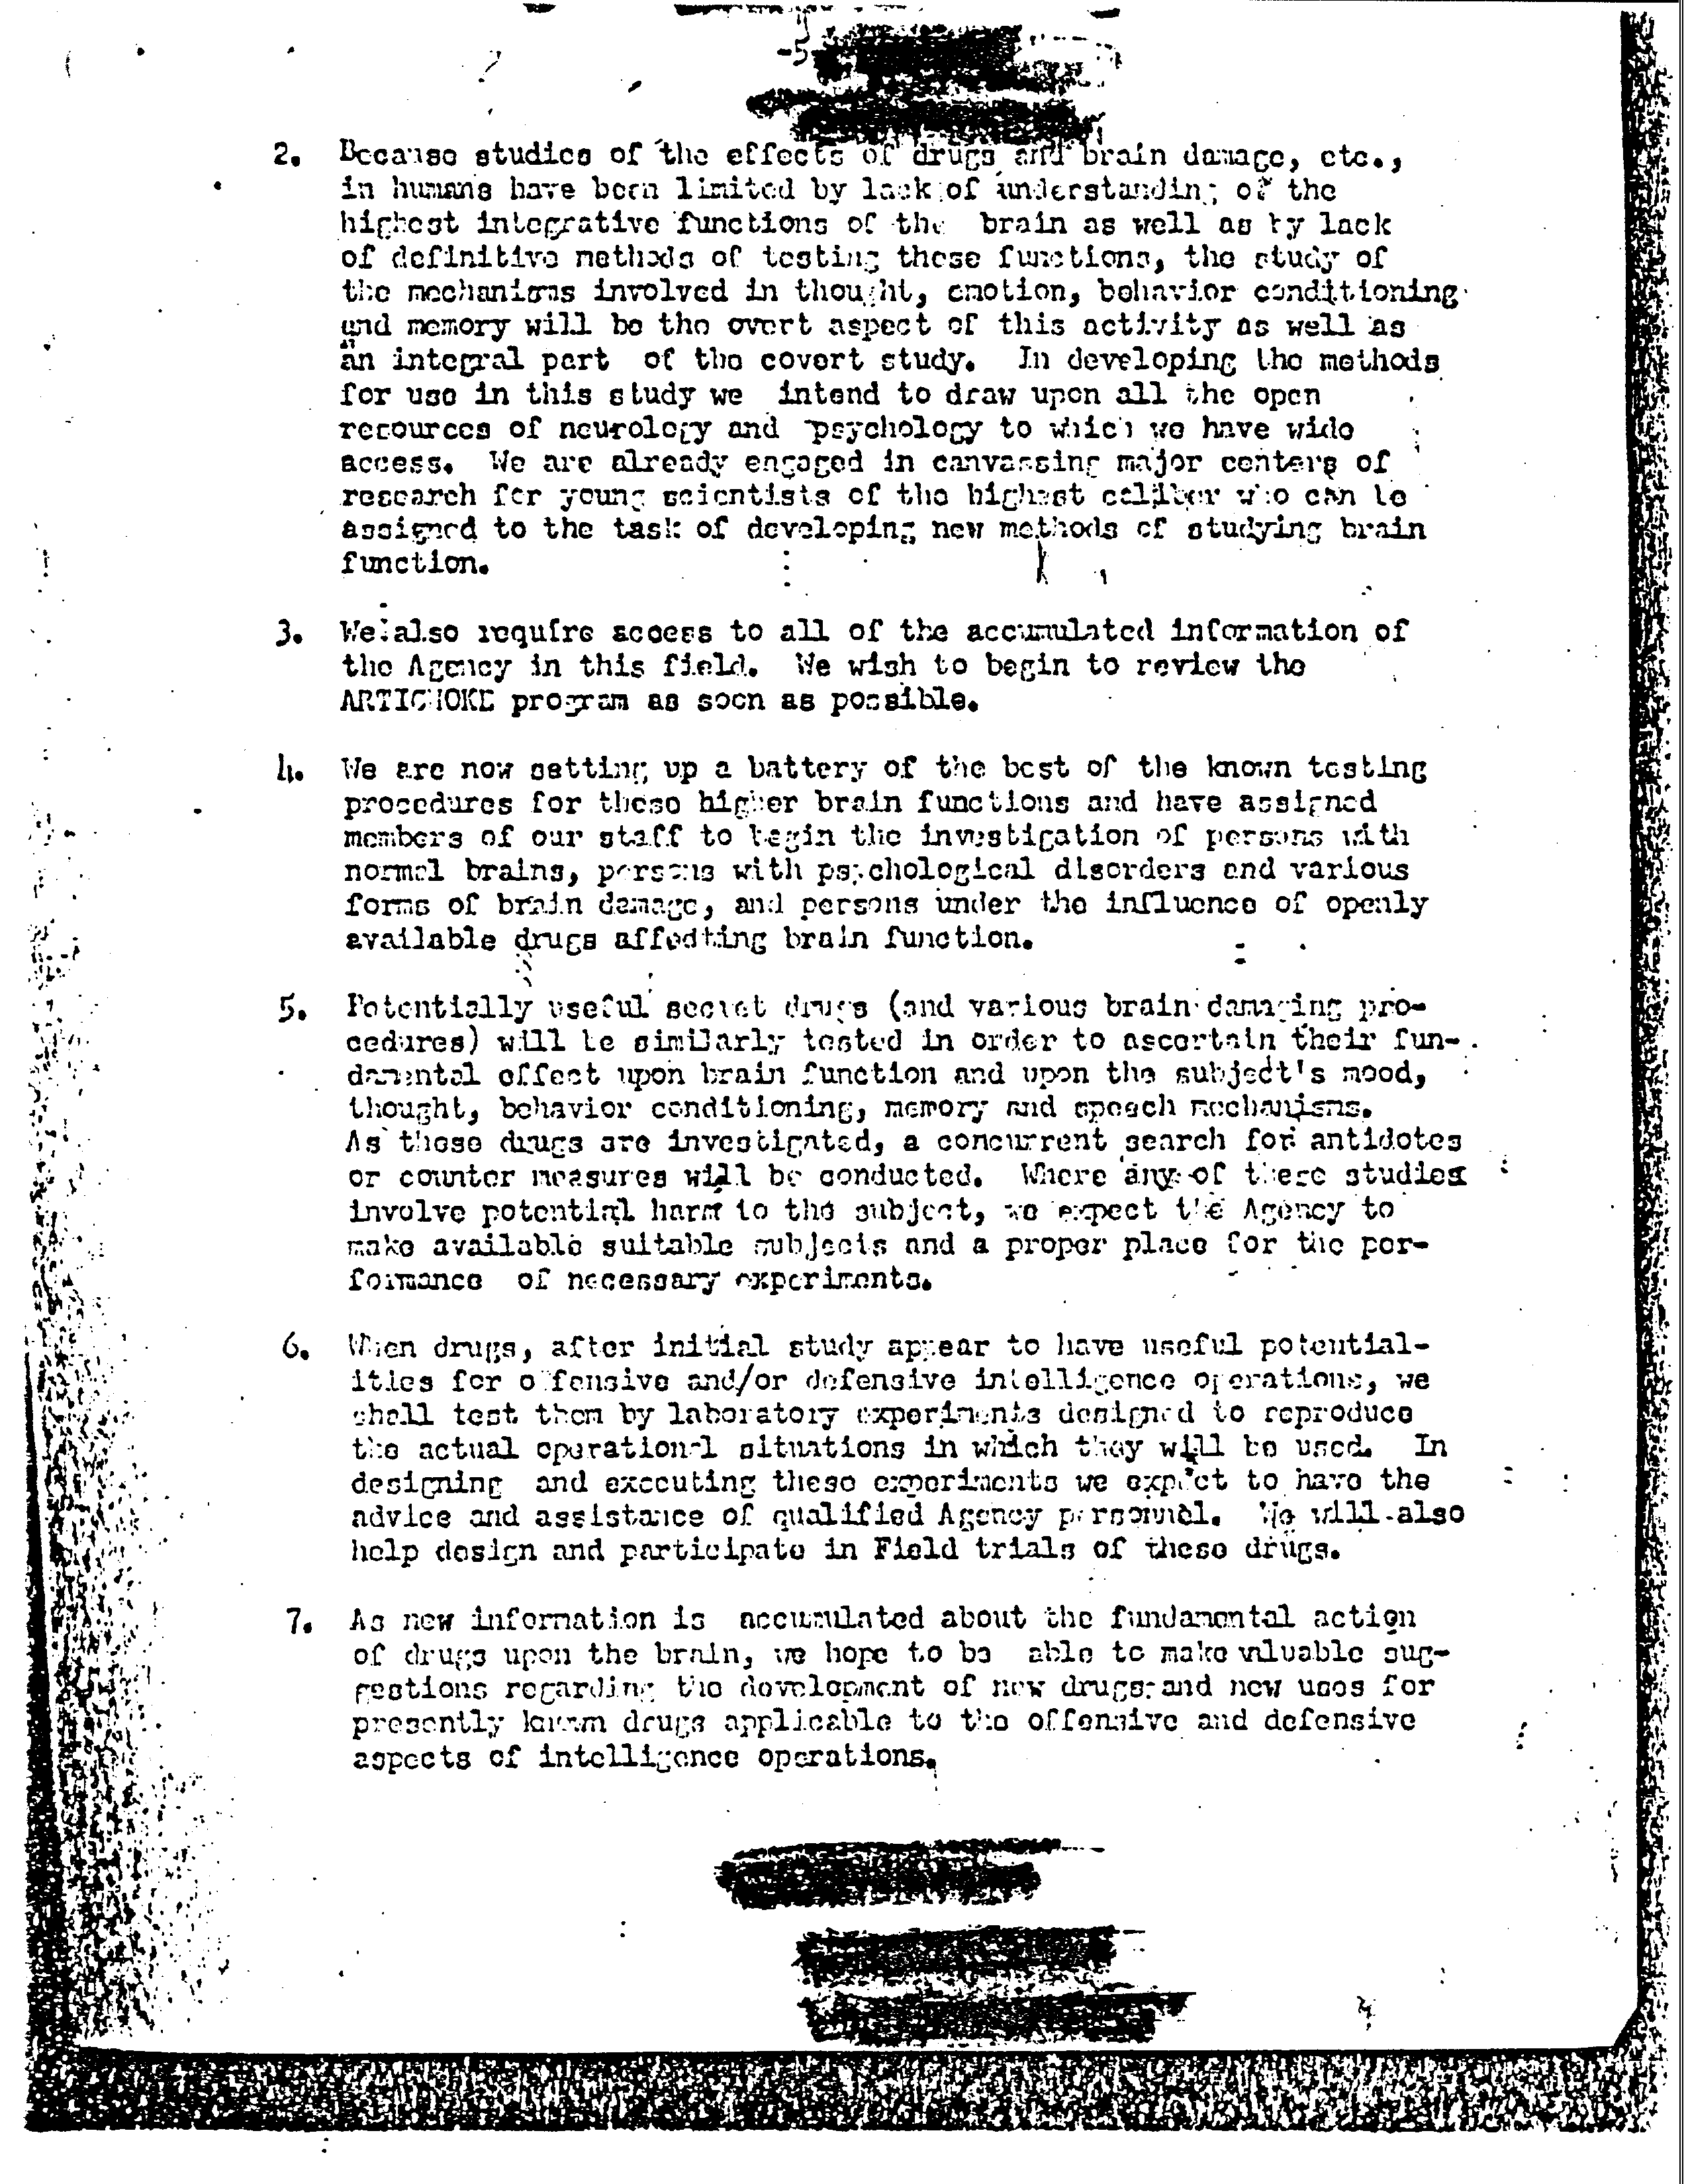 -5
2. Because studies of the effects of drugs and brain damage, etc.,
in humans have been limited by lack of understanding of the
highest integrative functions of the brain as well as by lack
of definitive methods of testing these functions, the study of
the mechanisms involved in thought, emotion, behavior conditioning
and memory will be the overt aspect of this activity as well as
an integral part of the covert study. In developing the methods
for use in this study we intend to draw upon all the open
resources of neurology and psychology to which we have wide
access. We are already engaged in canvassing major centers of
research for young scientists of the highest caliber who can be
assigned to the task of developing new methods of studying brain
function.
3. We also require access to all of the accumulated information of
the Agency in this field. We wish to begin to review the
ARTICHOKE program as soon as possible.
4. We are now setting up a battery of the best of the known testing
procedures for these higher brain functions and have assigned
members of our staff to begin the investigation of persons with
normal brains, persons with psychological disorders and various
forms of brain damage, and persons under the influence of openly
available drugs affedting brain function.
5. Potentially useful secret drugs (and various brain damaging pro-
cedures) will be similarly tested in order to ascertain their fun-
damental effect upon brain function and upon the subject's mood,
thought, behavior conditioning, memory and speech mechanisms.
As these drugs are investigated, a concurrent search for antidotes
or counter measures will be conducted. Where any of these studies
involve potential harm to the subject, we expect the Agency to
make available suitable subjects and a proper place for the per-
formance of necessary experiments.
6. When drugs, after initial study appear to have useful potential-
ities for offensive and/or defensive intelligence operations, we
shall test them by laboratory experiments designed to reproduce
the actual operational situations in which they will be used. In
designing and executing these experiments we expect to have the
advice and assistance of qualified Agency personnel. We will also
help design and participate in Field trials of these drugs.
7. As new information is accumulated about the fundamental action
of drugs upon the brain, we hope to be able to make valuable sug-
gestions regarding the development of new drugs and new uses for
presently known drugs applicable to the offensive and defensive
aspects of intelligence operations.